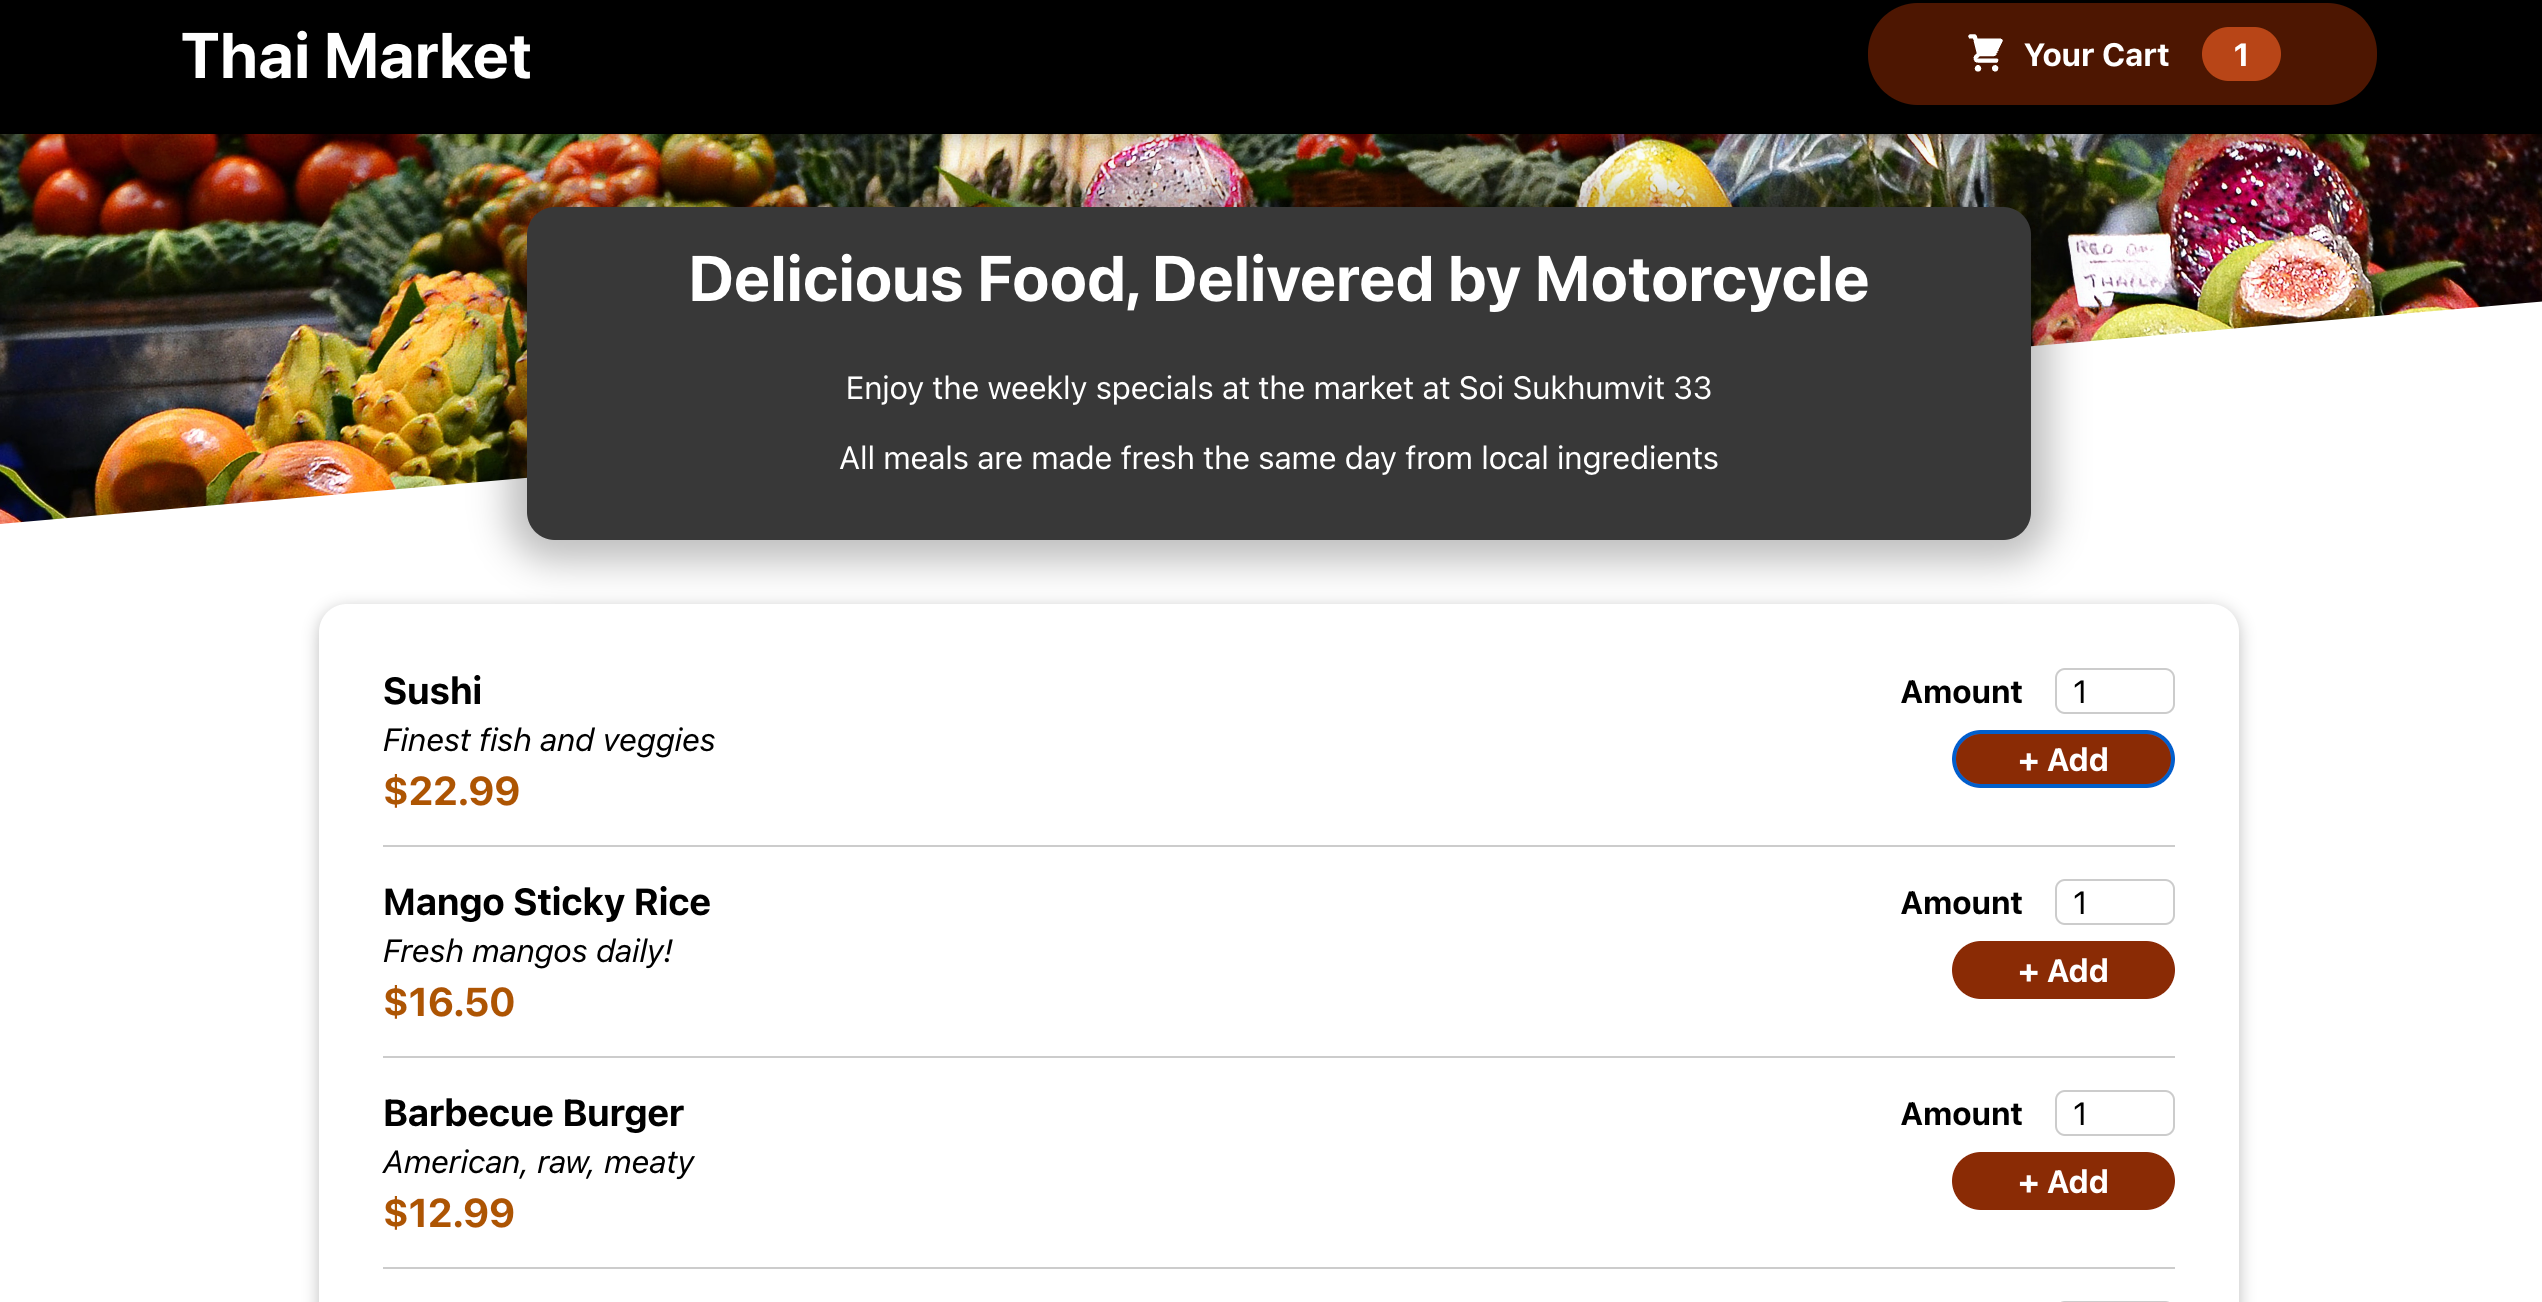 Thai Market
Your Cart 1
RED ON
THAILA
Delicious Food, Delivered by Motorcycle
Enjoy the weekly specials at the market at Soi Sukhumvit 33
All meals are made fresh the same day from local ingredients
Sushi
Finest fish and veggies
$22.99
Amount 1
+ Add
Mango Sticky Rice
Fresh mangos daily!
$16.50
Amount 1
+ Add
Barbecue Burger
American, raw, meaty
$12.99
Amount 1
+ Add